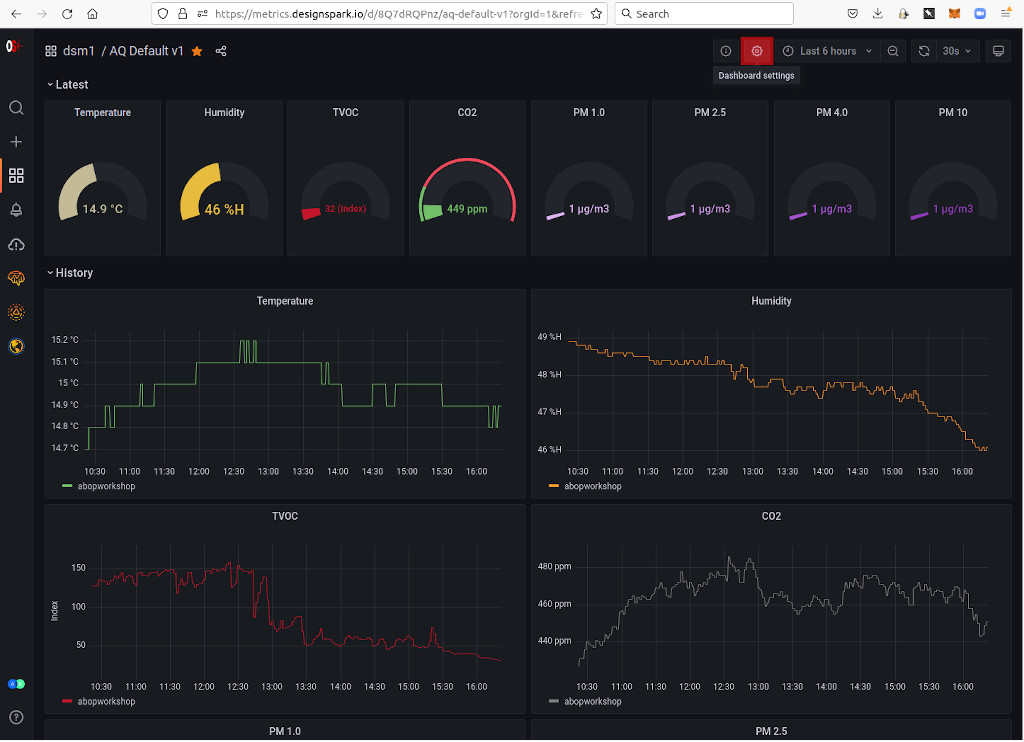 https://metrics.designspark.io/d/8Q7dRQPnz/aq-default-v1?orgId=1&refre
Search
dsm1 / AQ Default v1
Last 6 hours
30s
Dashboard settings
Latest
Temperature
Humidity
TVOC
CO2
PM 1.0
PM 2.5
PM 4.0
PM 10
14.9 °C
46 %H
32 (Index)
449 ppm
1 µg/m3
1 µg/m3
1 µg/m3
1 µg/m3
History
Temperature
15.2 °C
15.1 °C
15 °C
14.9 °C
14.8 °C
14.7 °C
10:30 11:00 11:30 12:00 12:30 13:00 13:30 14:00 14:30 15:00 15:30 16:00
abopworkshop
Humidity
49 %H
48 %H
47 %H
46 %H
10:30 11:00 11:30 12:00 12:30 13:00 13:30 14:00 14:30 15:00 15:30 16:00
abopworkshop
TVOC
Index
150
100
50
10:30 11:00 11:30 12:00 12:30 13:00 13:30 14:00 14:30 15:00 15:30 16:00
abopworkshop
CO2
480 ppm
460 ppm
440 ppm
10:30 11:00 11:30 12:00 12:30 13:00 13:30 14:00 14:30 15:00 15:30 16:00
abopworkshop
PM 1.0
PM 2.5